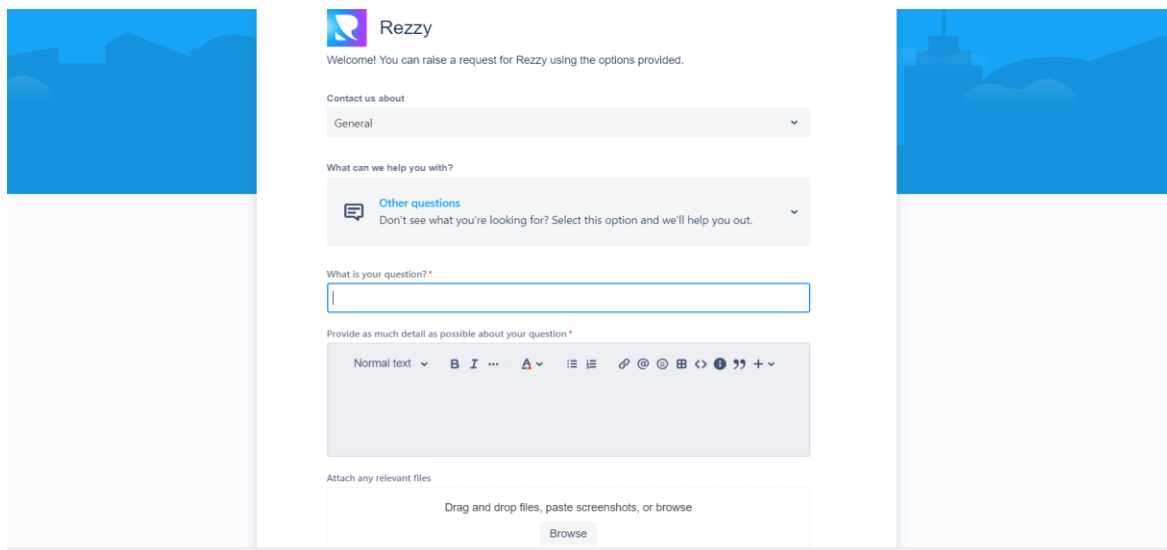 Rezzy
Welcome! You can raise a request for Rezzy using the options provided.
Contact us about
General
What can we help you with?
Other questions
Don't see what you're looking for? Select this option and we'll help you out.
What is your question?*
Provide as much detail as possible about your question*
Normal text B I ... A @ <> i ,, +
Attach any relevant files
Drag and drop files, paste screenshots, or browse
Browse